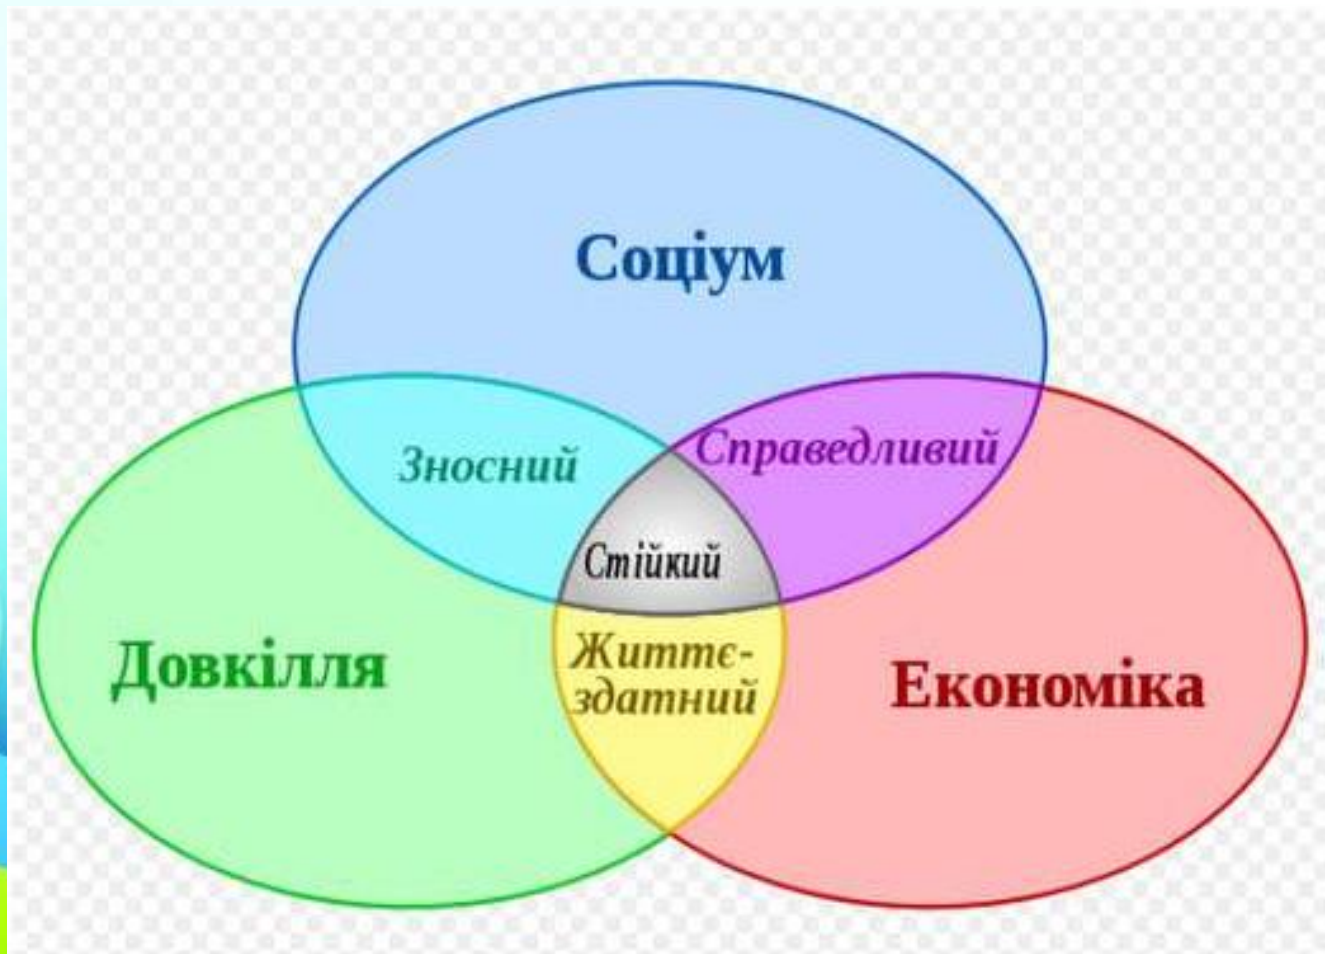 Соціум
Справедливий
Зносний
Стійкий
Життє-
здатний
Довкілля
Економіка